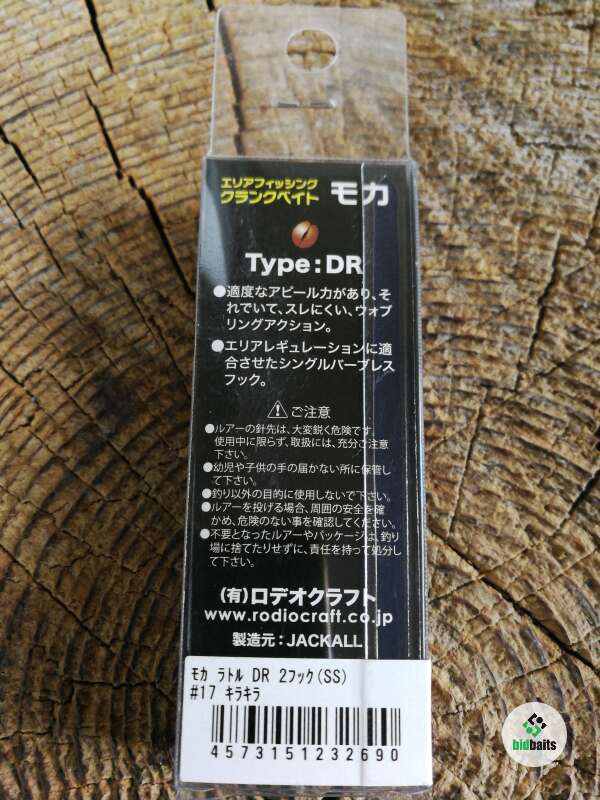 エリアフィッシング
クランクベイト モカ
Type:DR
●適度なアピール力があり、そ
れでいて、スレにくい、ウォブ
リングアクション。
●エリアレギュレーションに適
合させたシングルバーブレス
フック。
⚠ご注意
●ルアーの針先は、大変鋭く危険です。
使用中に限らず、取扱には、充分ご注意
下さい。
●幼児や子供の手の届かない所に保管し
て下さい。
●釣り以外の目的に使用しないで下さい。
●ルアーを投げる場合、周囲の安全を確
かめ、危険のない事を確認してください。
●不要となったルアーやパッケージは、釣り
場に捨てたりせずに、責任を持って処分し
て下さい。
(有)ロデオクラフト
www.rodiocraft.co.jp
製造元:JACKALL
ﾓｶ ﾗﾄﾙ DR 2ﾌｯｸ(SS)
#17 ｷﾗｷﾗ
4573151232690
bidbaits